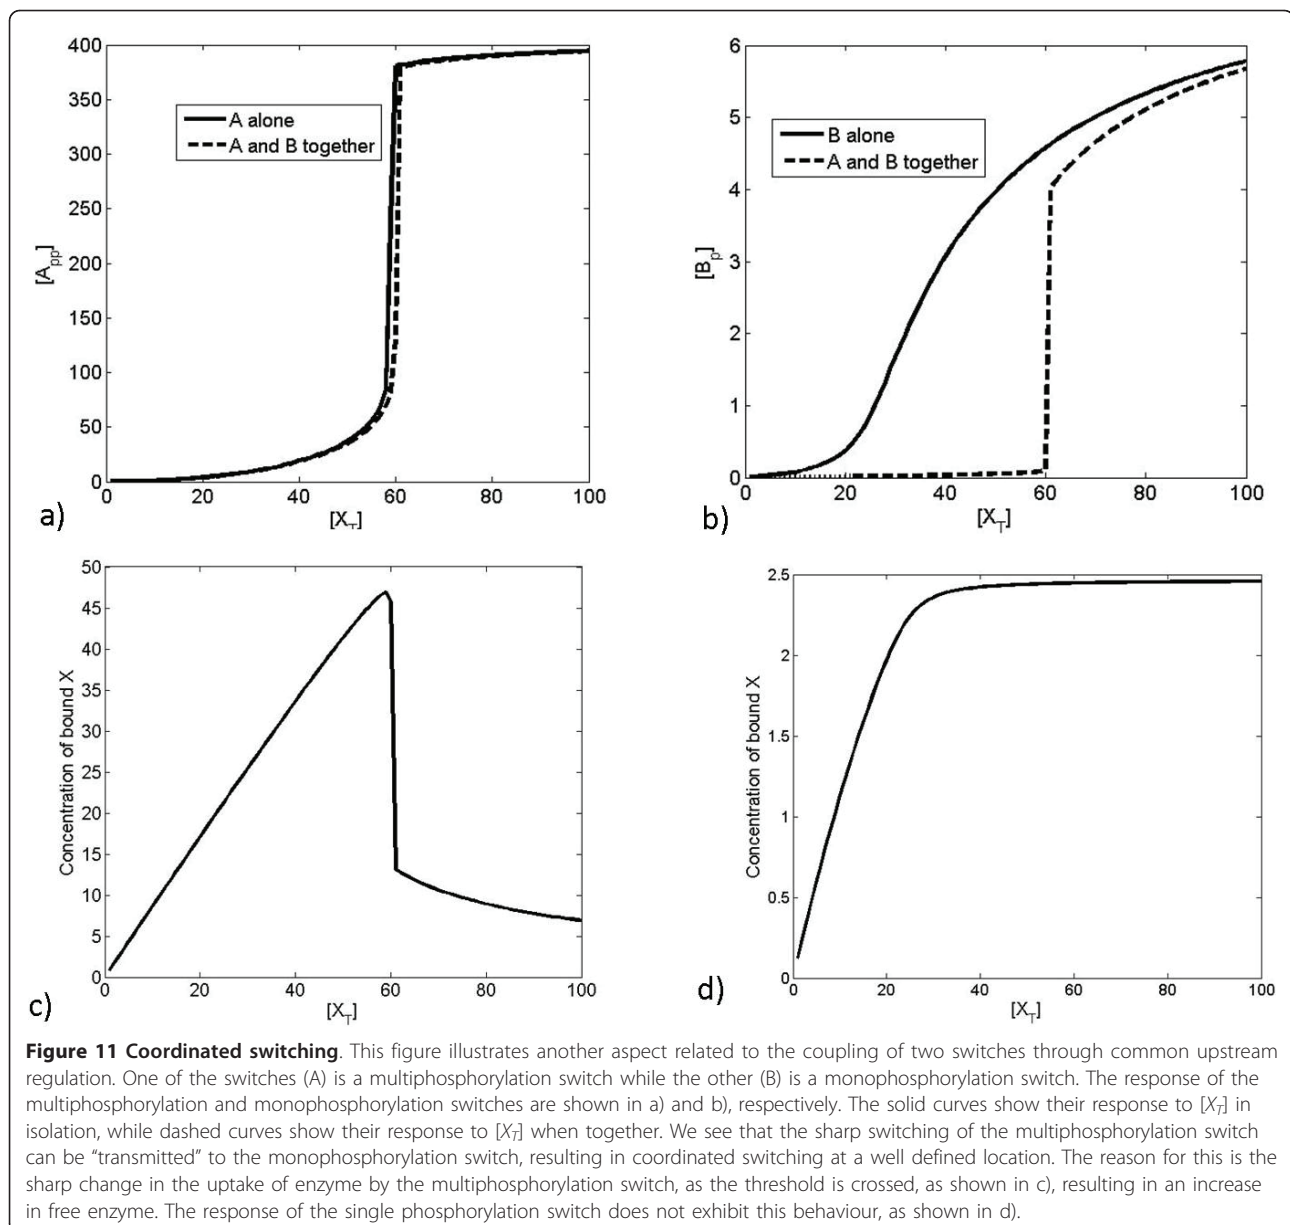 400
350
300
250
200
150
100
50
0
[App]
A alone
A and B together
0 20 40 60 80 100
[XT]
a)
6
5
4
3
2
1
0
[Bp]
B alone
A and B together
0 20 40 60 80 100
[XT]
b)
50
45
40
35
30
25
20
15
10
5
0
Concentration of bound X
0 20 40 60 80 100
[XT]
c)
2.5
2
1.5
1
0.5
0
Concentration of bound X
0 20 40 60 80 100
[XT]
d)
Figure 11 Coordinated switching. This figure illustrates another aspect related to the coupling of two switches through common upstream
regulation. One of the switches (A) is a multiphosphorylation switch while the other (B) is a monophosphorylation switch. The response of the
multiphosphorylation and monophosphorylation switches are shown in a) and b), respectively. The solid curves show their response to [XT] in
isolation, while dashed curves show their response to [XT] when together. We see that the sharp switching of the multiphosphorylation switch
can be “transmitted” to the monophosphorylation switch, resulting in coordinated switching at a well defined location. The reason for this is the
sharp change in the uptake of enzyme by the multiphosphorylation switch, as the threshold is crossed, as shown in c), resulting in an increase
in free enzyme. The response of the single phosphorylation switch does not exhibit this behaviour, as shown in d).